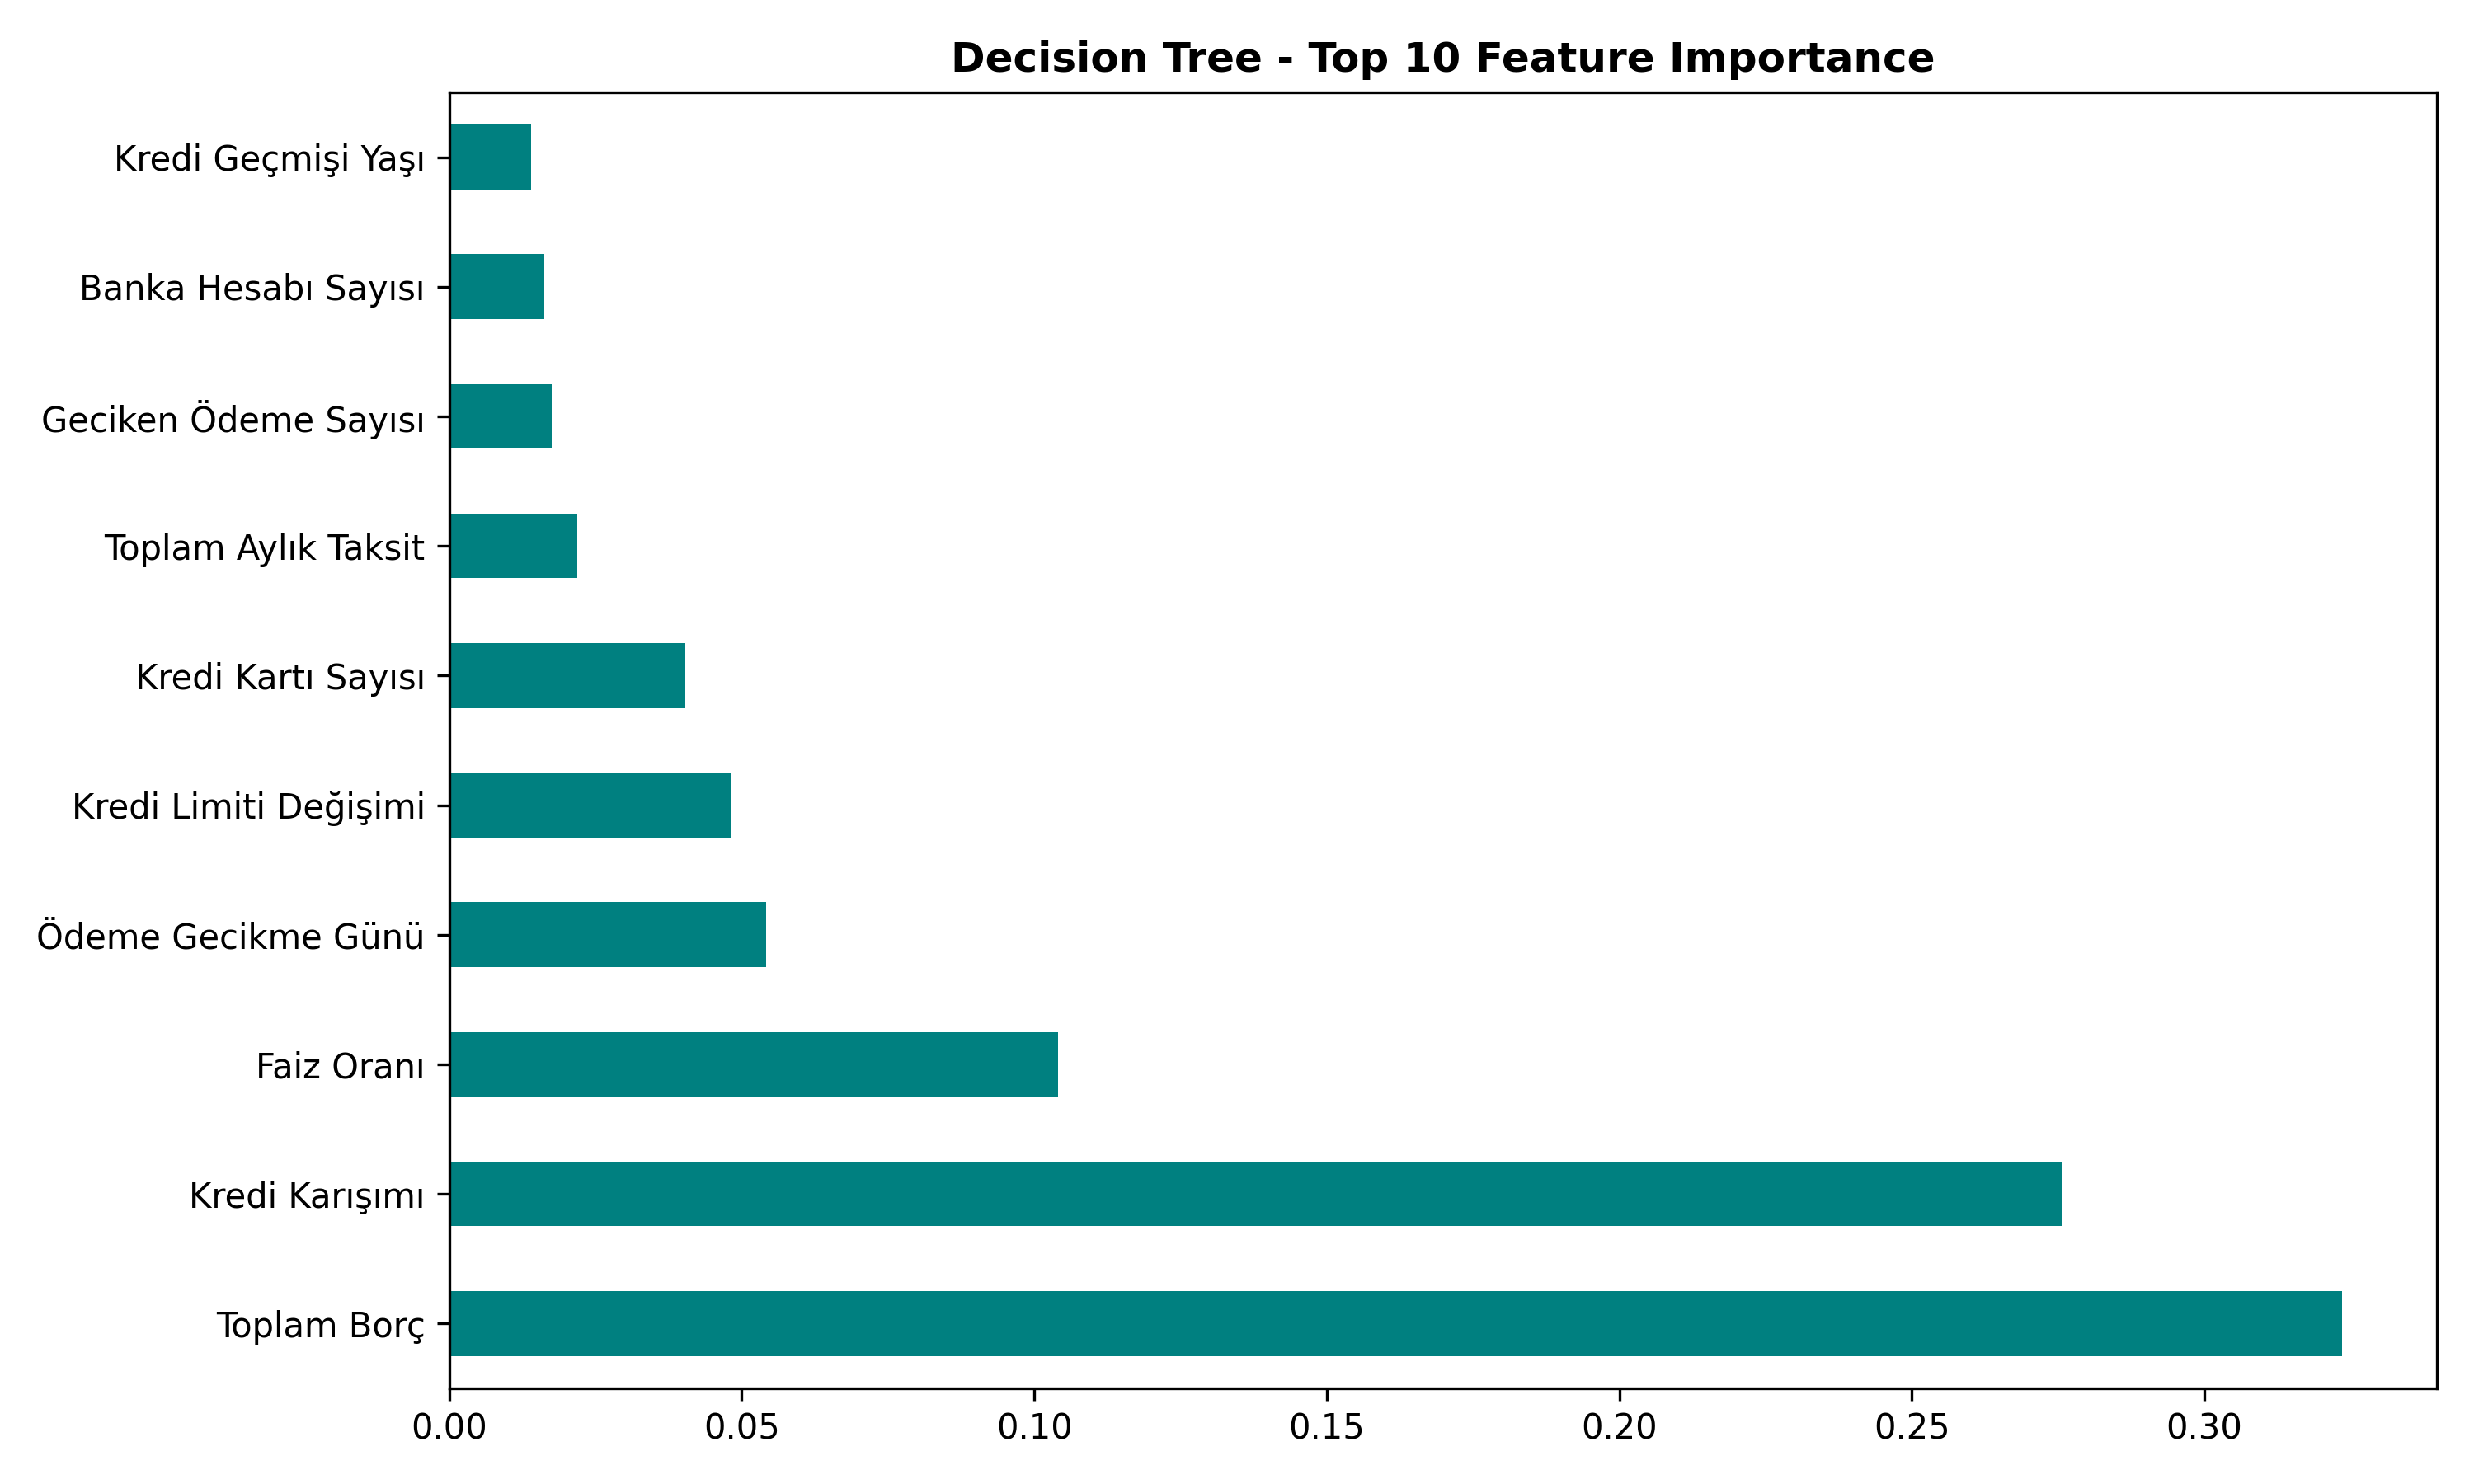 Decision Tree - Top 10 Feature Importance
Kredi Geçmişi Yaşı
Banka Hesabı Sayısı
Geciken Ödeme Sayısı
Toplam Aylık Taksit
Kredi Kartı Sayısı
Kredi Limiti Değişimi
Ödeme Gecikme Günü
Faiz Oranı
Kredi Karışımı
Toplam Borç
0.00 0.05 0.10 0.15 0.20 0.25 0.30